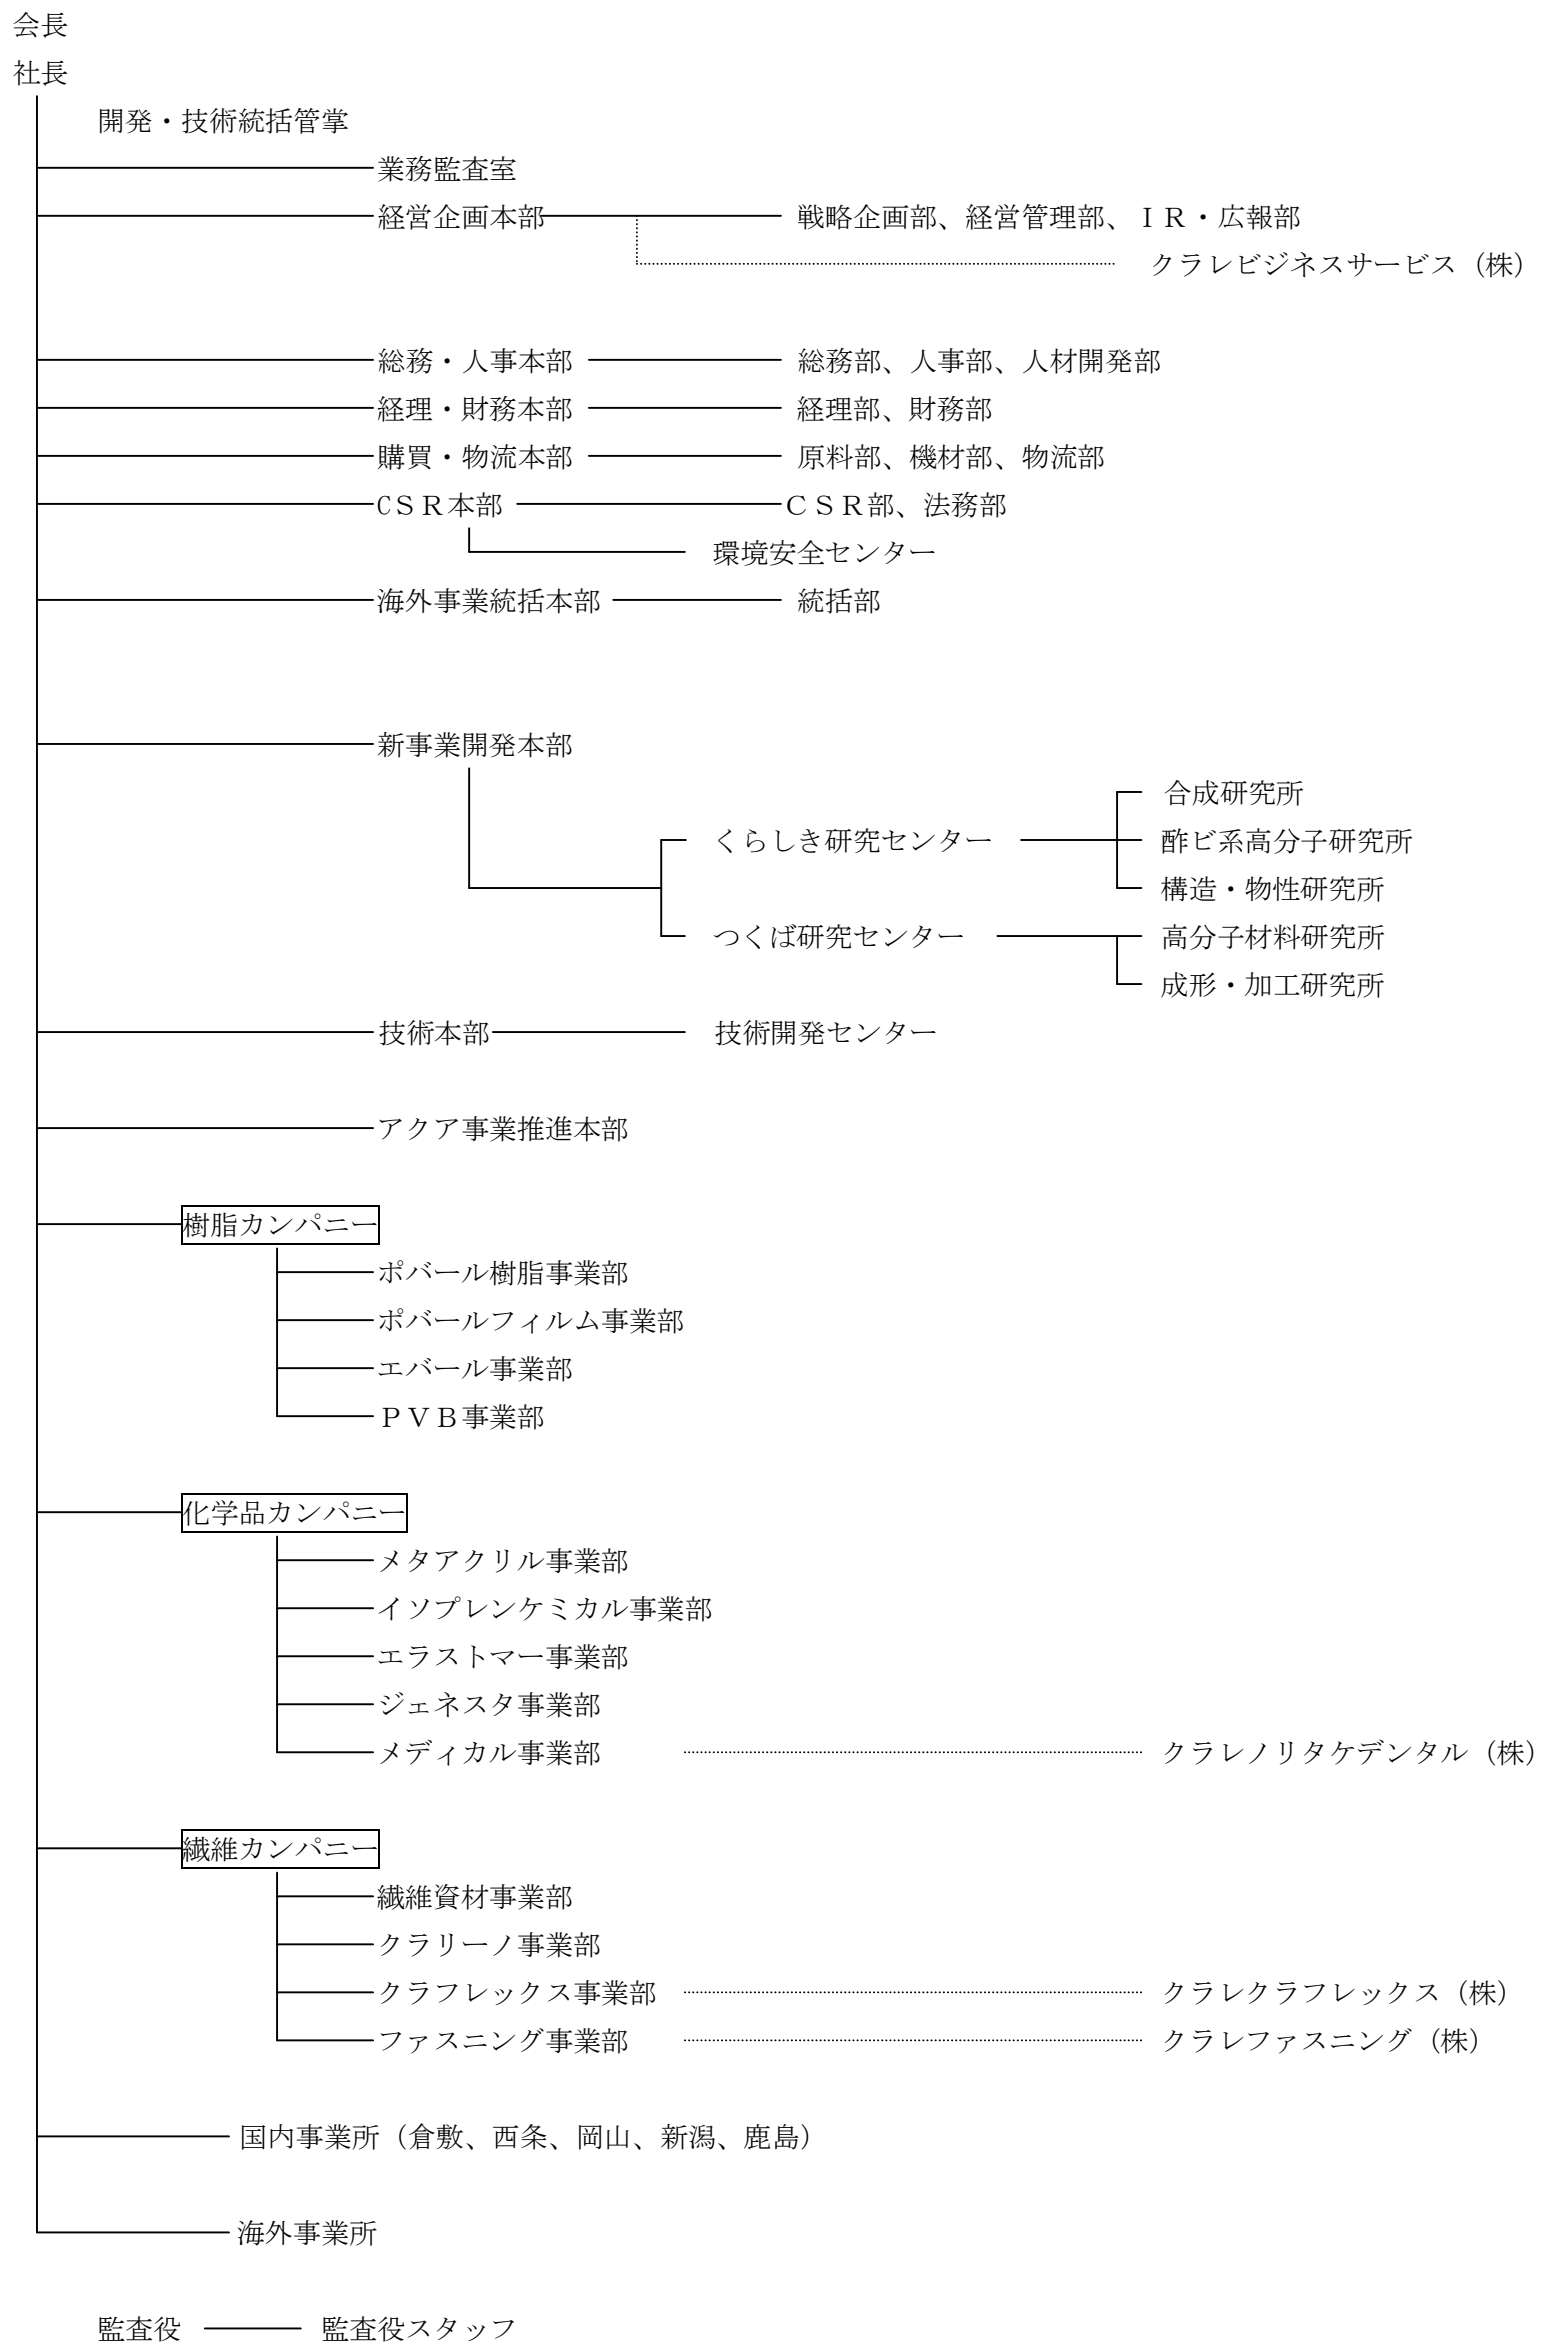 会長
社長
開発・技術統括管掌
業務監査室
経営企画本部 戦略企画部、経営管理部、ＩＲ・広報部
クラレビジネスサービス（株）
総務・人事本部 総務部、人事部、人材開発部
経理・財務本部 経理部、財務部
購買・物流本部 原料部、機材部、物流部
CＳＲ本部 ＣＳＲ部、法務部
環境安全センター
海外事業統括本部 統括部
新事業開発本部
合成研究所
くらしき研究センター 酢ビ系高分子研究所
構造・物性研究所
つくば研究センター 高分子材料研究所
成形・加工研究所
技術本部 技術開発センター
アクア事業推進本部
樹脂カンパニー
ポバール樹脂事業部
ポバールフィルム事業部
エバール事業部
ＰＶＢ事業部
化学品カンパニー
メタアクリル事業部
イソプレンケミカル事業部
エラストマー事業部
ジェネスタ事業部
メディカル事業部 クラレノリタケデンタル（株）
繊維カンパニー
繊維資材事業部
クラリーノ事業部
クラフレックス事業部 クラレクラフレックス（株）
ファスニング事業部 クラレファスニング（株）
国内事業所（倉敷、西条、岡山、新潟、鹿島）
海外事業所
監査役 監査役スタッフ